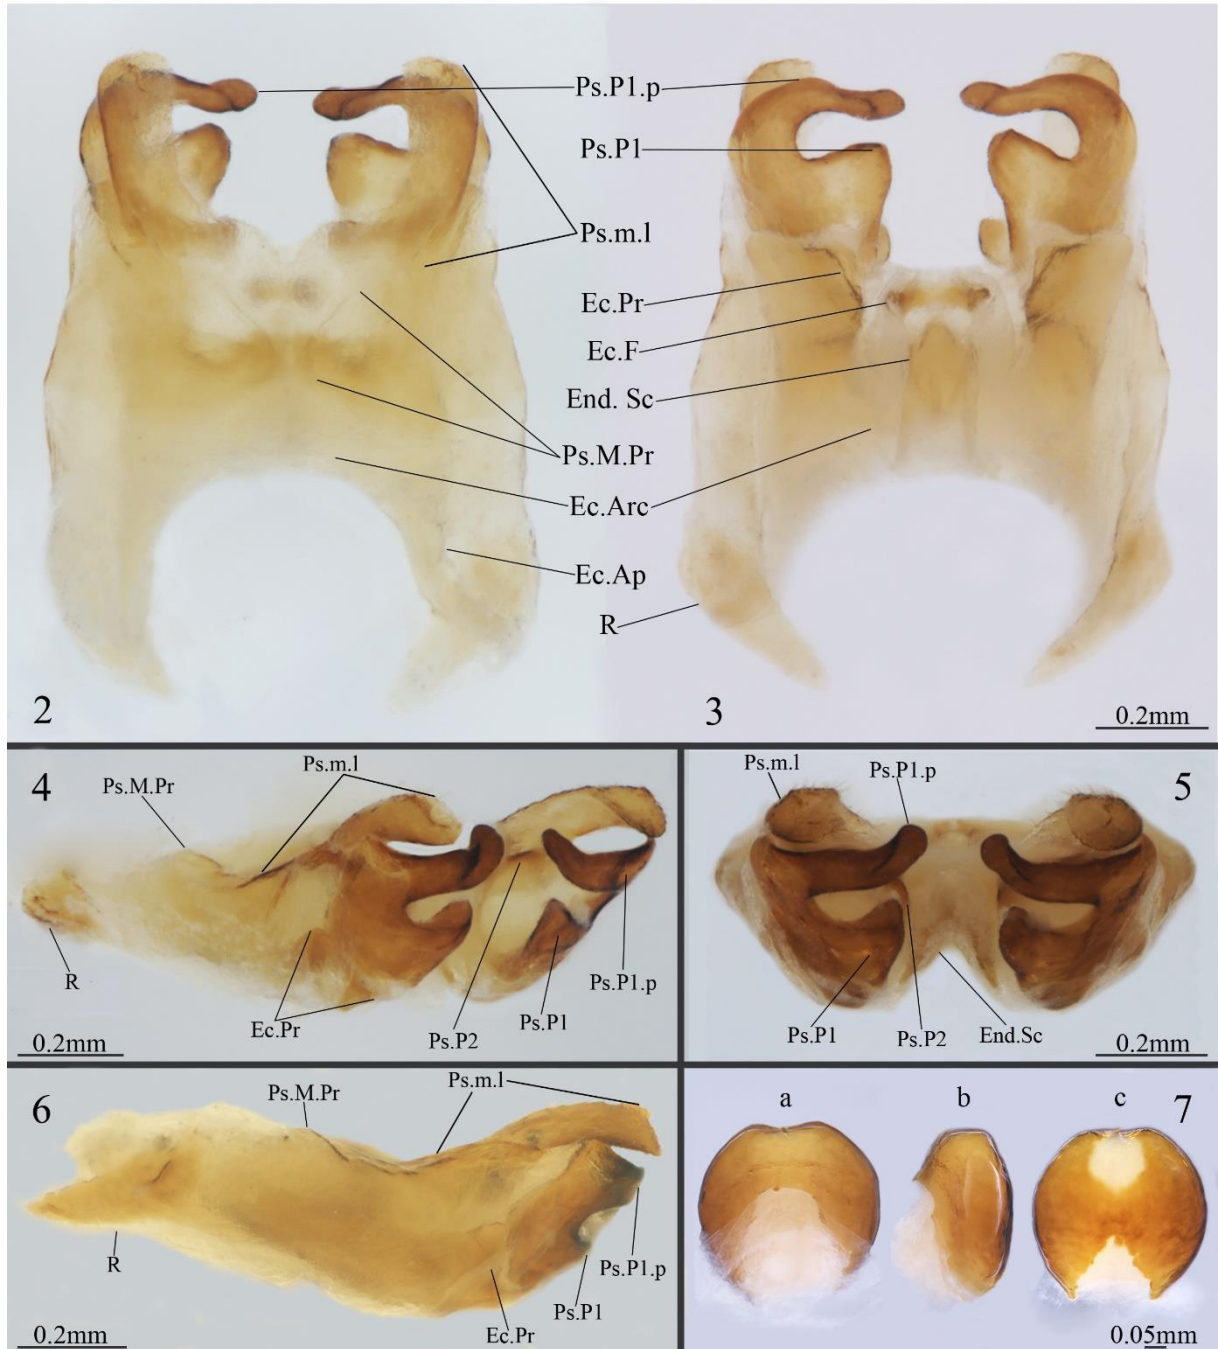 Ps.P1.p
Ps.P1
Ps.m.l
Ec.Pr
Ec.F
End. Sc
Ps.M.Pr
Ec.Arc
Ec.Ap
R
2
3
0.2mm
4
Ps.M.Pr
Ps.m.l
R
Ec.Pr
Ps.P2
Ps.P1
Ps.P1.p
0.2mm
5
Ps.m.l
Ps.P1.p
Ps.P1
Ps.P2
End.Sc
0.2mm
6
Ps.M.Pr
Ps.m.l
R
Ec.Pr
Ps.P1
Ps.P1.p
0.2mm
a
b
c
7
0.05mm